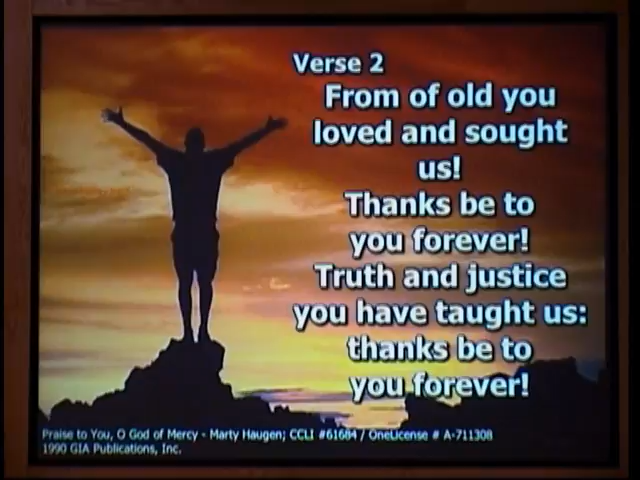 Verse 2
From of old you
loved and sought
us!
Thanks be to
you forever!
Truth and justice
you have taught us:
thanks be to
you forever!
Praise to You, O God of Mercy - Marty Haugen; CCLI #61684 / OneLicense # A-711308
1990 GIA Publications, Inc.